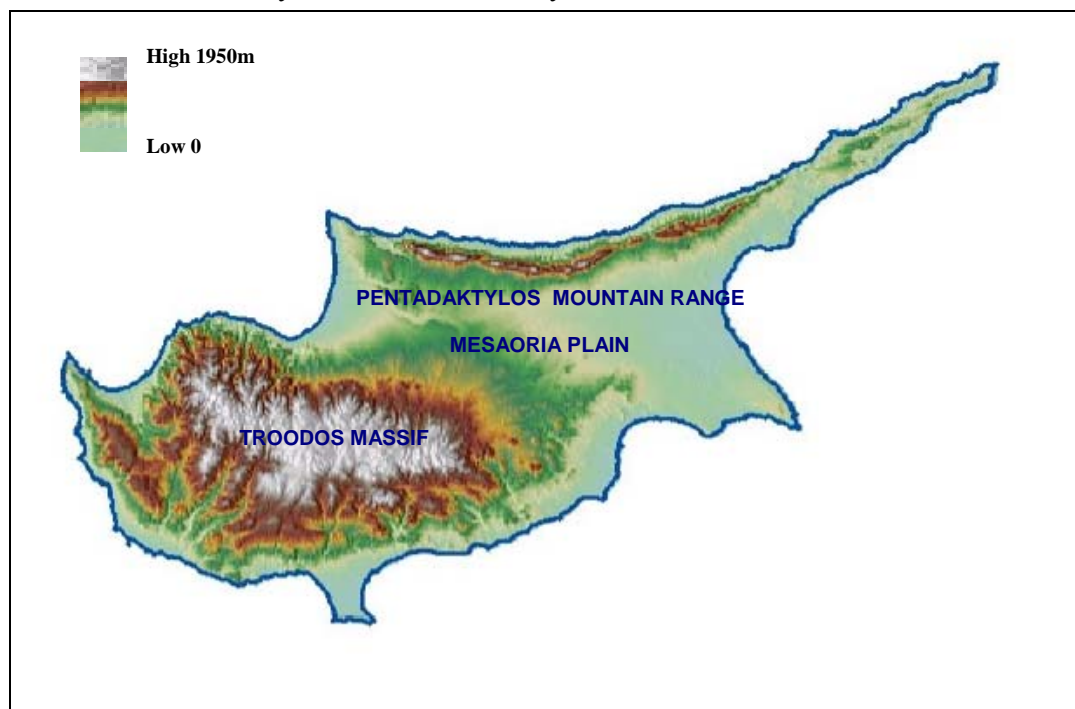 High 1950m
Low 0
PENTADAKTYLOS MOUNTAIN RANGE
MESAORIA PLAIN
TROODOS MASSIF